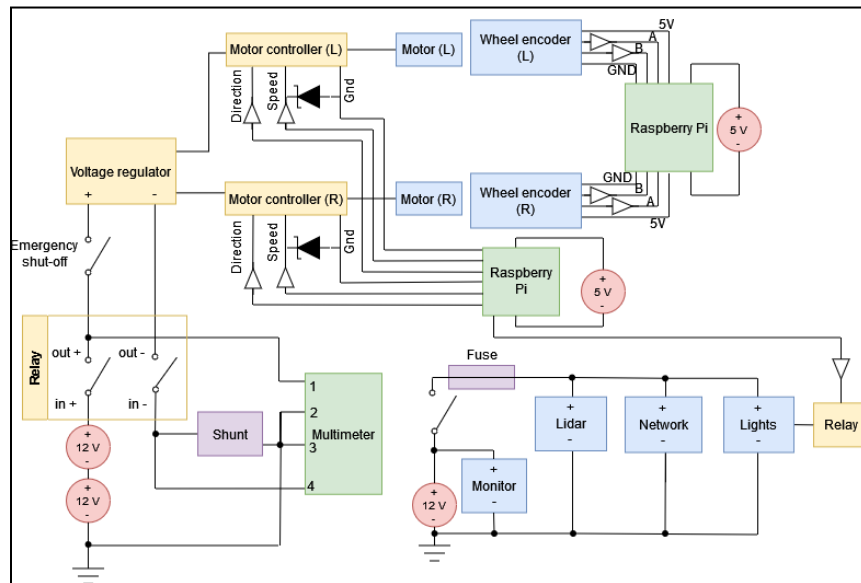 5V
Motor controller (L)
Motor (L)
Wheel encoder
(L)
A
B
GND
Direction
Speed
Gnd
Raspberry Pi
+
5 V
-
Voltage regulator
+ -
GND
B
A
5V
Motor controller (R)
Motor (R)
Wheel encoder
(R)
Emergency
shut-off
Direction
Speed
Gnd
Raspberry
Pi
+
5 V
-
Relay
out +
out -
in +
in -
Fuse
1
2
3
4
Multimeter
Shunt
+
12 V
-
+
12 V
-
+
Lidar
-
+
Network
-
+
Lights
-
Relay
+
Monitor
-
+
12 V
-